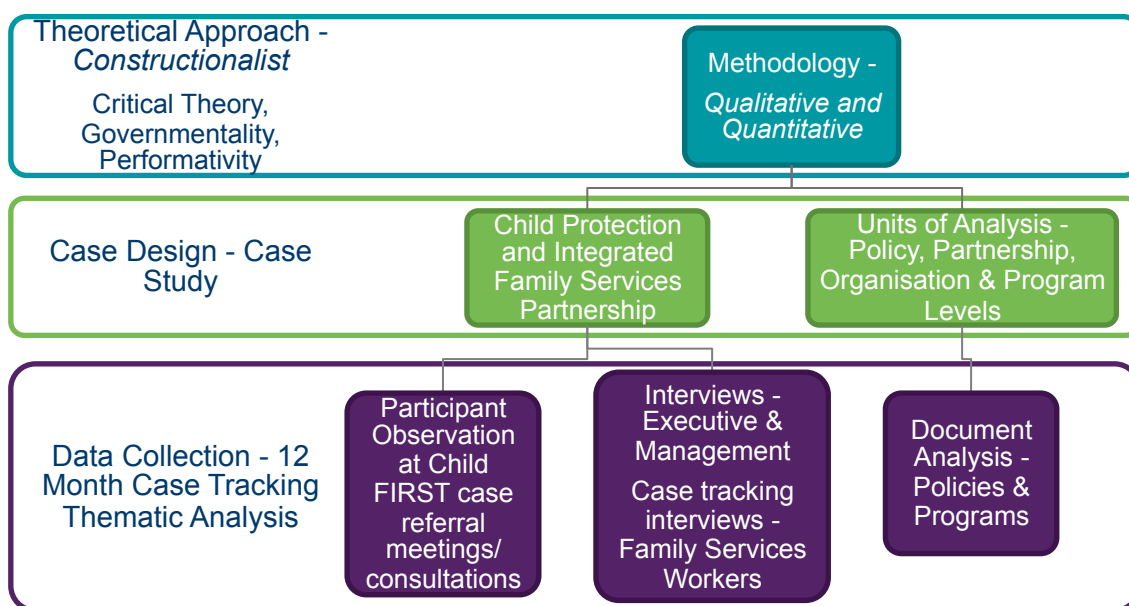 Theoretical Approach -
Constructionalist
Critical Theory,
Governmentality,
Performativity
Methodology -
Qualitative and
Quantitative
Case Design - Case
Study
Child Protection
and Integrated
Family Services
Partnership
Units of Analysis -
Policy, Partnership,
Organisation & Program
Levels
Data Collection - 12
Month Case Tracking
Thematic Analysis
Participant
Observation
at Child
FIRST case
referral
meetings/
consultations
Interviews -
Executive &
Management
Case tracking
interviews -
Family Services
Workers
Document
Analysis -
Policies &
Programs